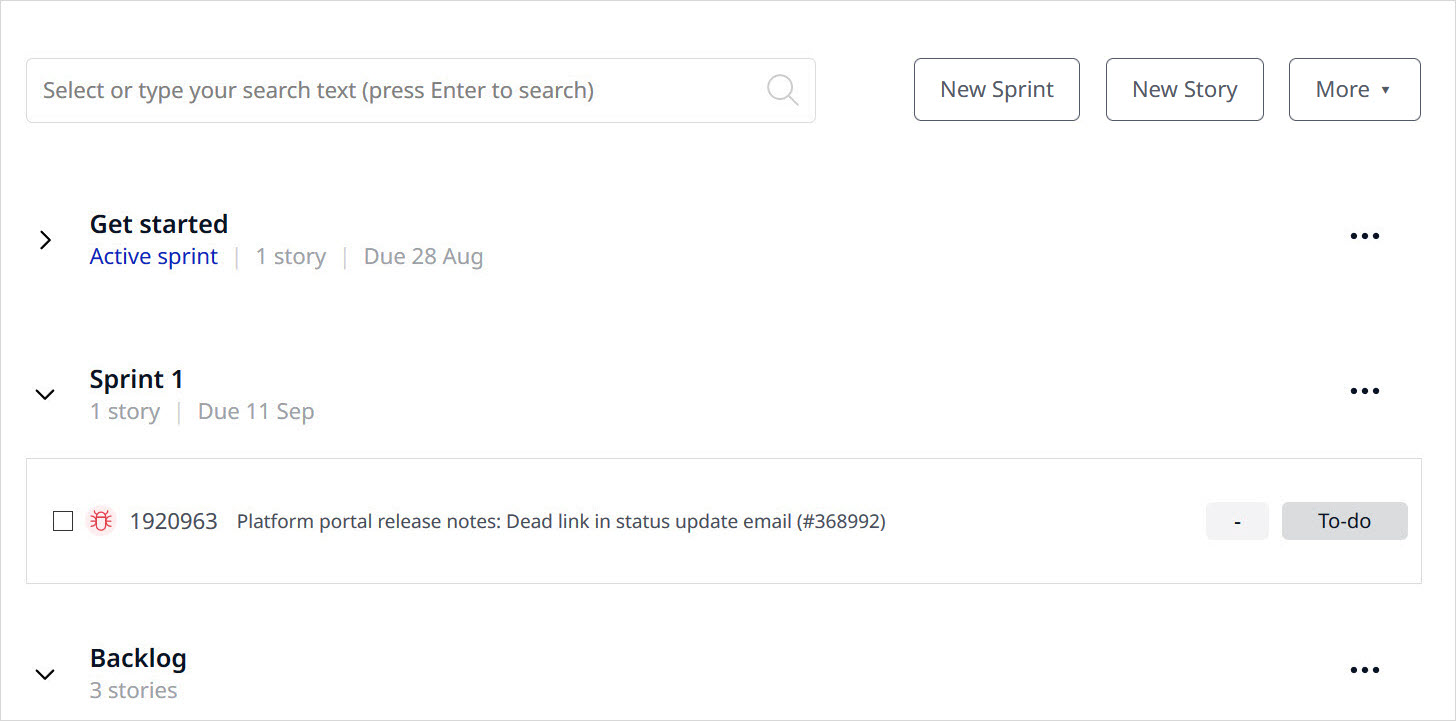 Select or type your search text (press Enter to search)
New Sprint
New Story
More
Get started
Active sprint | 1 story | Due 28 Aug
Sprint 1
1 story | Due 11 Sep
1920963 Platform portal release notes: Dead link in status update email (#368992) - To-do
Backlog
3 stories